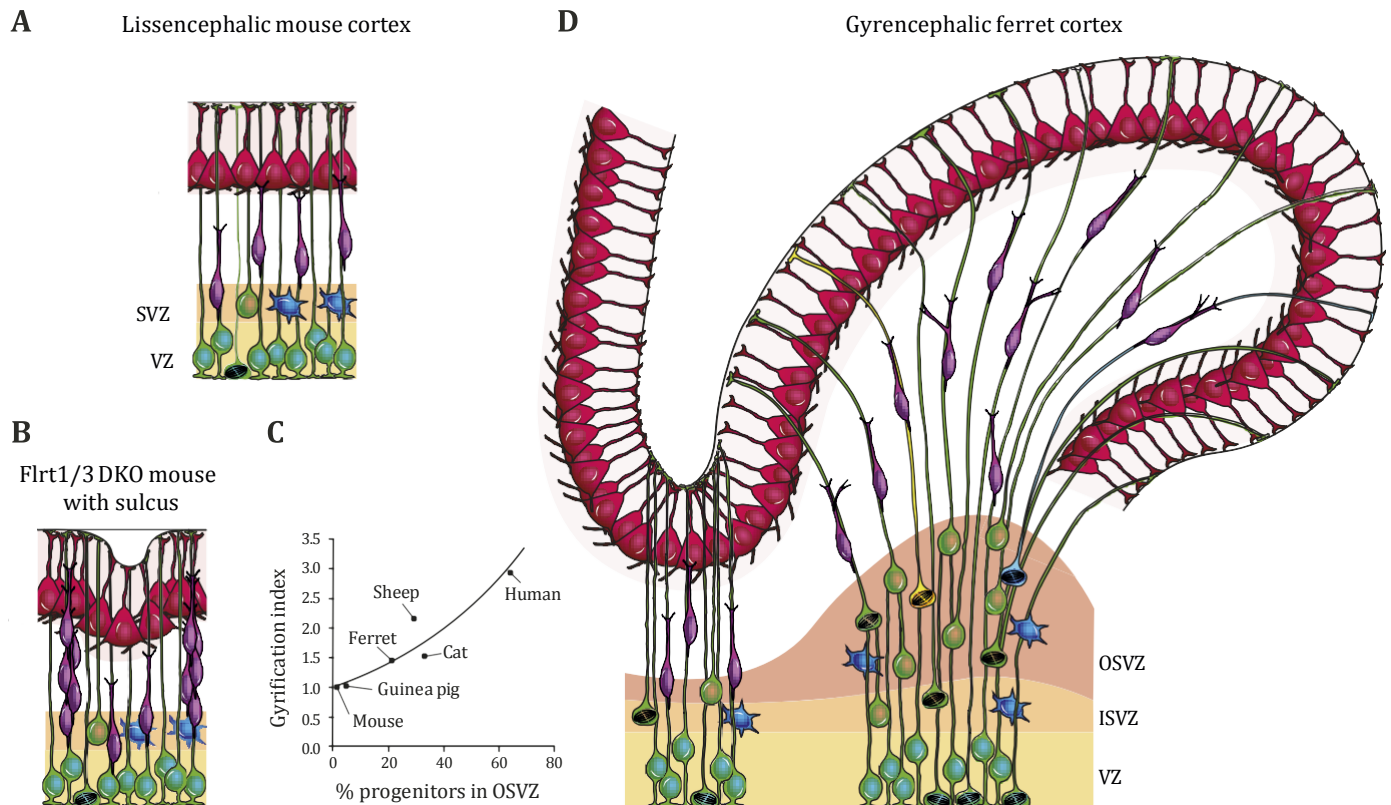 A
Lissencephalic mouse cortex
SVZ
VZ
B
Flrt1/3 DKO mouse
with sulcus
C
Gyrification index
3.5
3.0
2.5
2.0
1.5
1.0
0.5
0.0
Sheep
Human
Ferret
Cat
Guinea pig
Mouse
0
20
40
60
80
% progenitors in OSVZ
D
Gyrencephalic ferret cortex
OSVZ
ISVZ
VZ